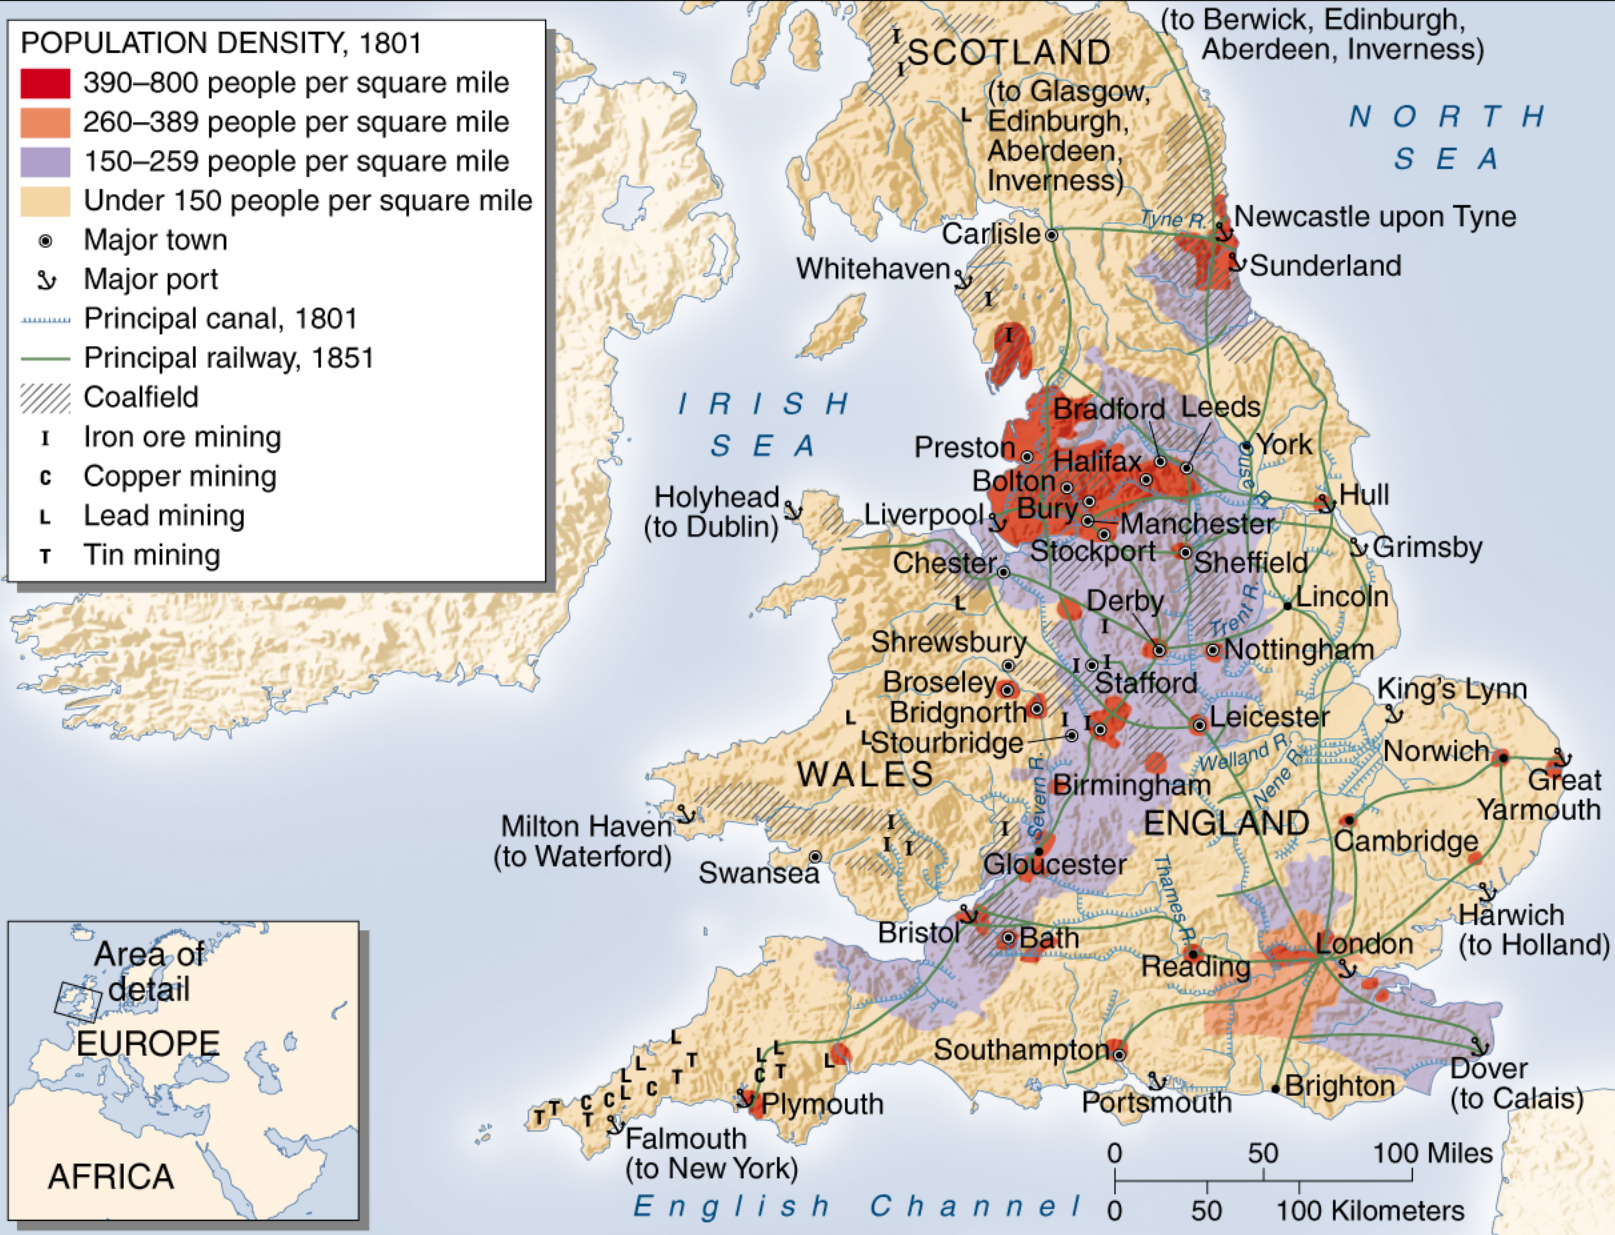 POPULATION DENSITY, 1801
390–800 people per square mile
260–389 people per square mile
150–259 people per square mile
Under 150 people per square mile
Major town
Major port
Principal canal, 1801
Principal railway, 1851
Coalfield
I Iron ore mining
C Copper mining
L Lead mining
T Tin mining
(to Berwick, Edinburgh,
Aberdeen, Inverness)
I
I
SCOTLAND
L
(to Glasgow,
Edinburgh,
Aberdeen,
Inverness)
NORTH
SEA
Tyne R.
Newcastle upon Tyne
Carlisle
Whitehaven
Sunderland
I
I
IRISH
SEA
Bradford
Leeds
Preston
Halifax
York
Ouse R.
Bolton
Holyhead
(to Dublin)
Liverpool
Bury
Hull
Manchester
Stockport
Grimsby
Chester
Sheffield
L
Derby
Lincoln
I
Trent R.
Shrewsbury
Nottingham
I
I
Broseley
Stafford
King's Lynn
Bridgnorth
L
I
I
Leicester
L
Stourbridge
Welland R.
Norwich
WALES
Severn R.
Birmingham
Nene R.
Great
Yarmouth
Milton Haven
(to Waterford)
I
I
I
I
ENGLAND
Cambridge
Swansea
Gloucester
Thames R.
Harwich
(to Holland)
Bristol
Bath
London
Reading
Southampton
Dover
(to Calais)
Portsmouth
Brighton
L
L
L
L
T
L
L
C
T
T
C
L
C
C
T
T
T
Plymouth
Falmouth
(to New York)
English Channel
0 50 100 Miles
0 50 100 Kilometers
Area of
detail
EUROPE
AFRICA